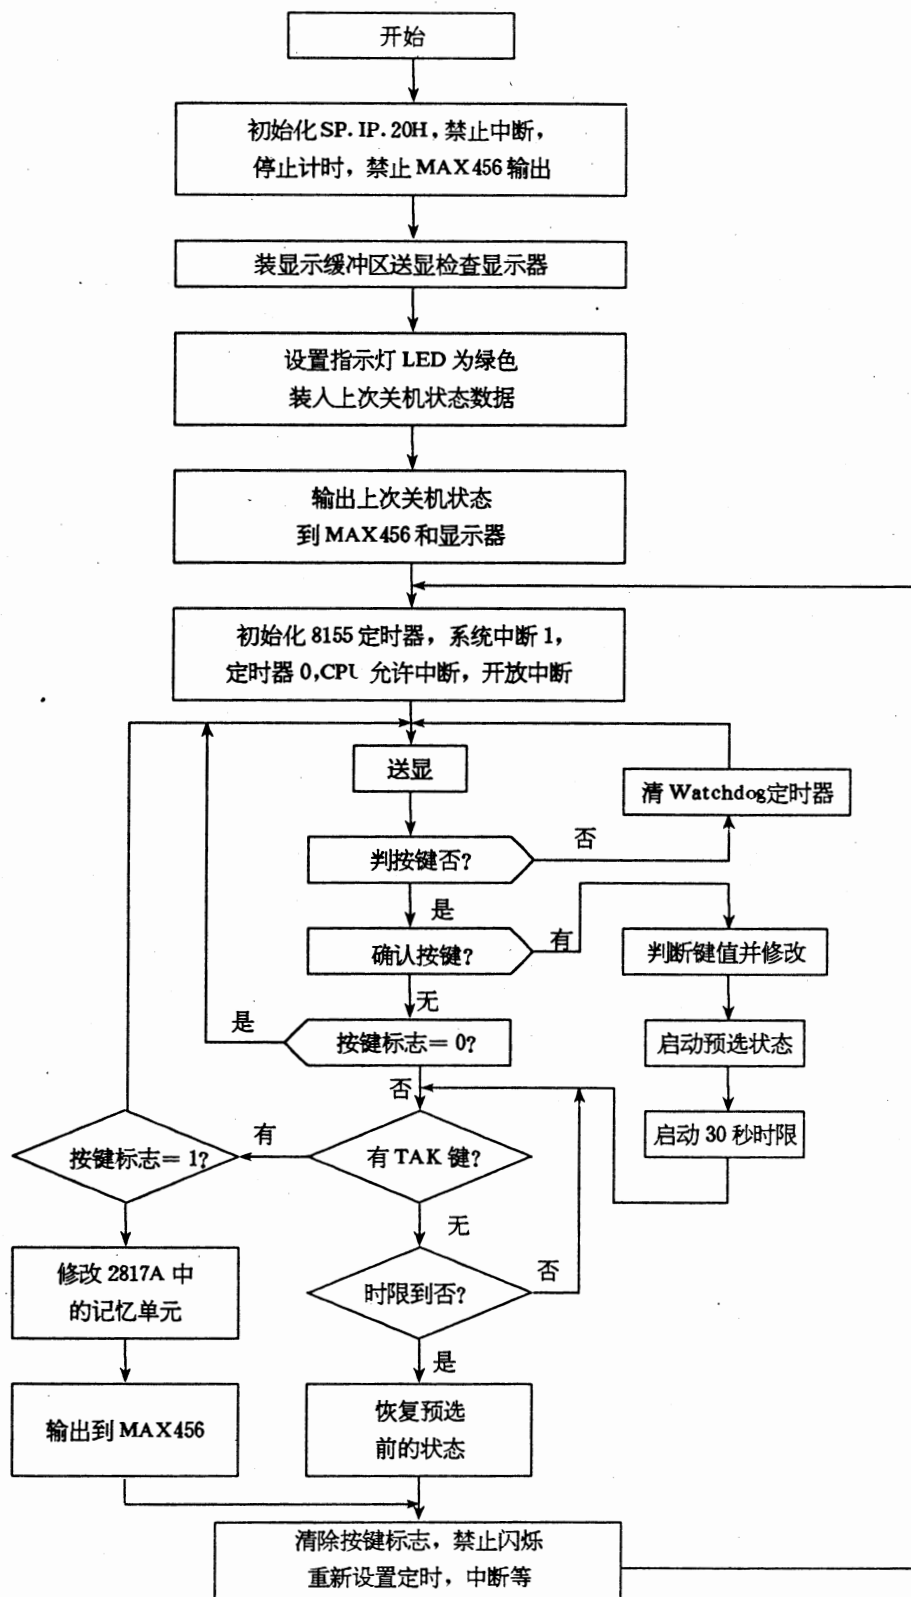 开始
初始化SP.IP.20H,禁止中断,
停止计时,禁止MAX456输出
装显示缓冲区送显检查显示器
设置指示灯LED为绿色
装入上次关机状态数据
输出上次关机状态
到MAX456和显示器
初始化8155定时器,系统中断1,
定时器0,CPU允许中断,开放中断
送显
清Watchdog定时器
否
判按键否?
是
有
确认按键?
判断键值并修改
无
是
按键标志=0?
启动预选状态
否
启动30秒时限
有
按键标志=1?
有TAK键?
无
修改2817A中
的记忆单元
否
时限到否?
是
输出到MAX456
恢复预选
前的状态
清除按键标志,禁止闪烁
重新设置定时,中断等